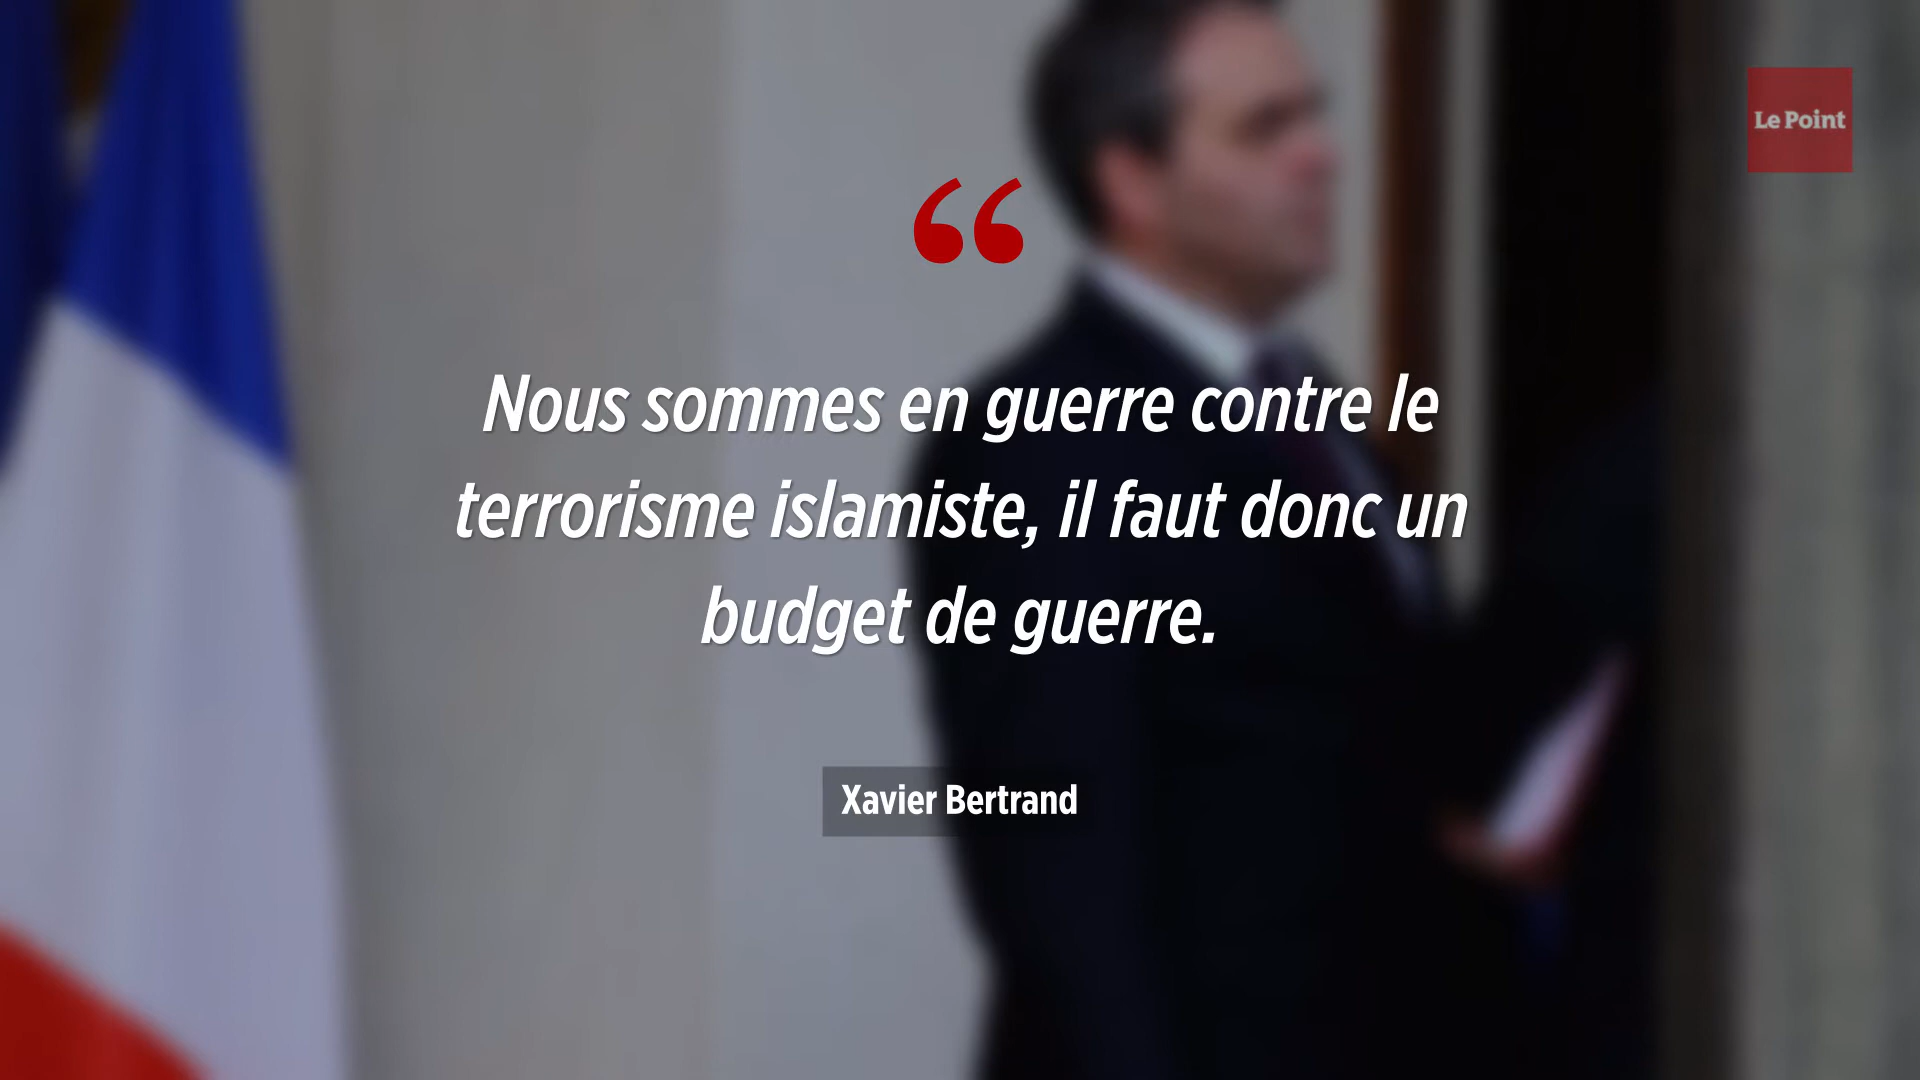 Le Point
“
Nous sommes en guerre contre le
terrorisme islamiste, il faut donc un
budget de guerre.
Xavier Bertrand